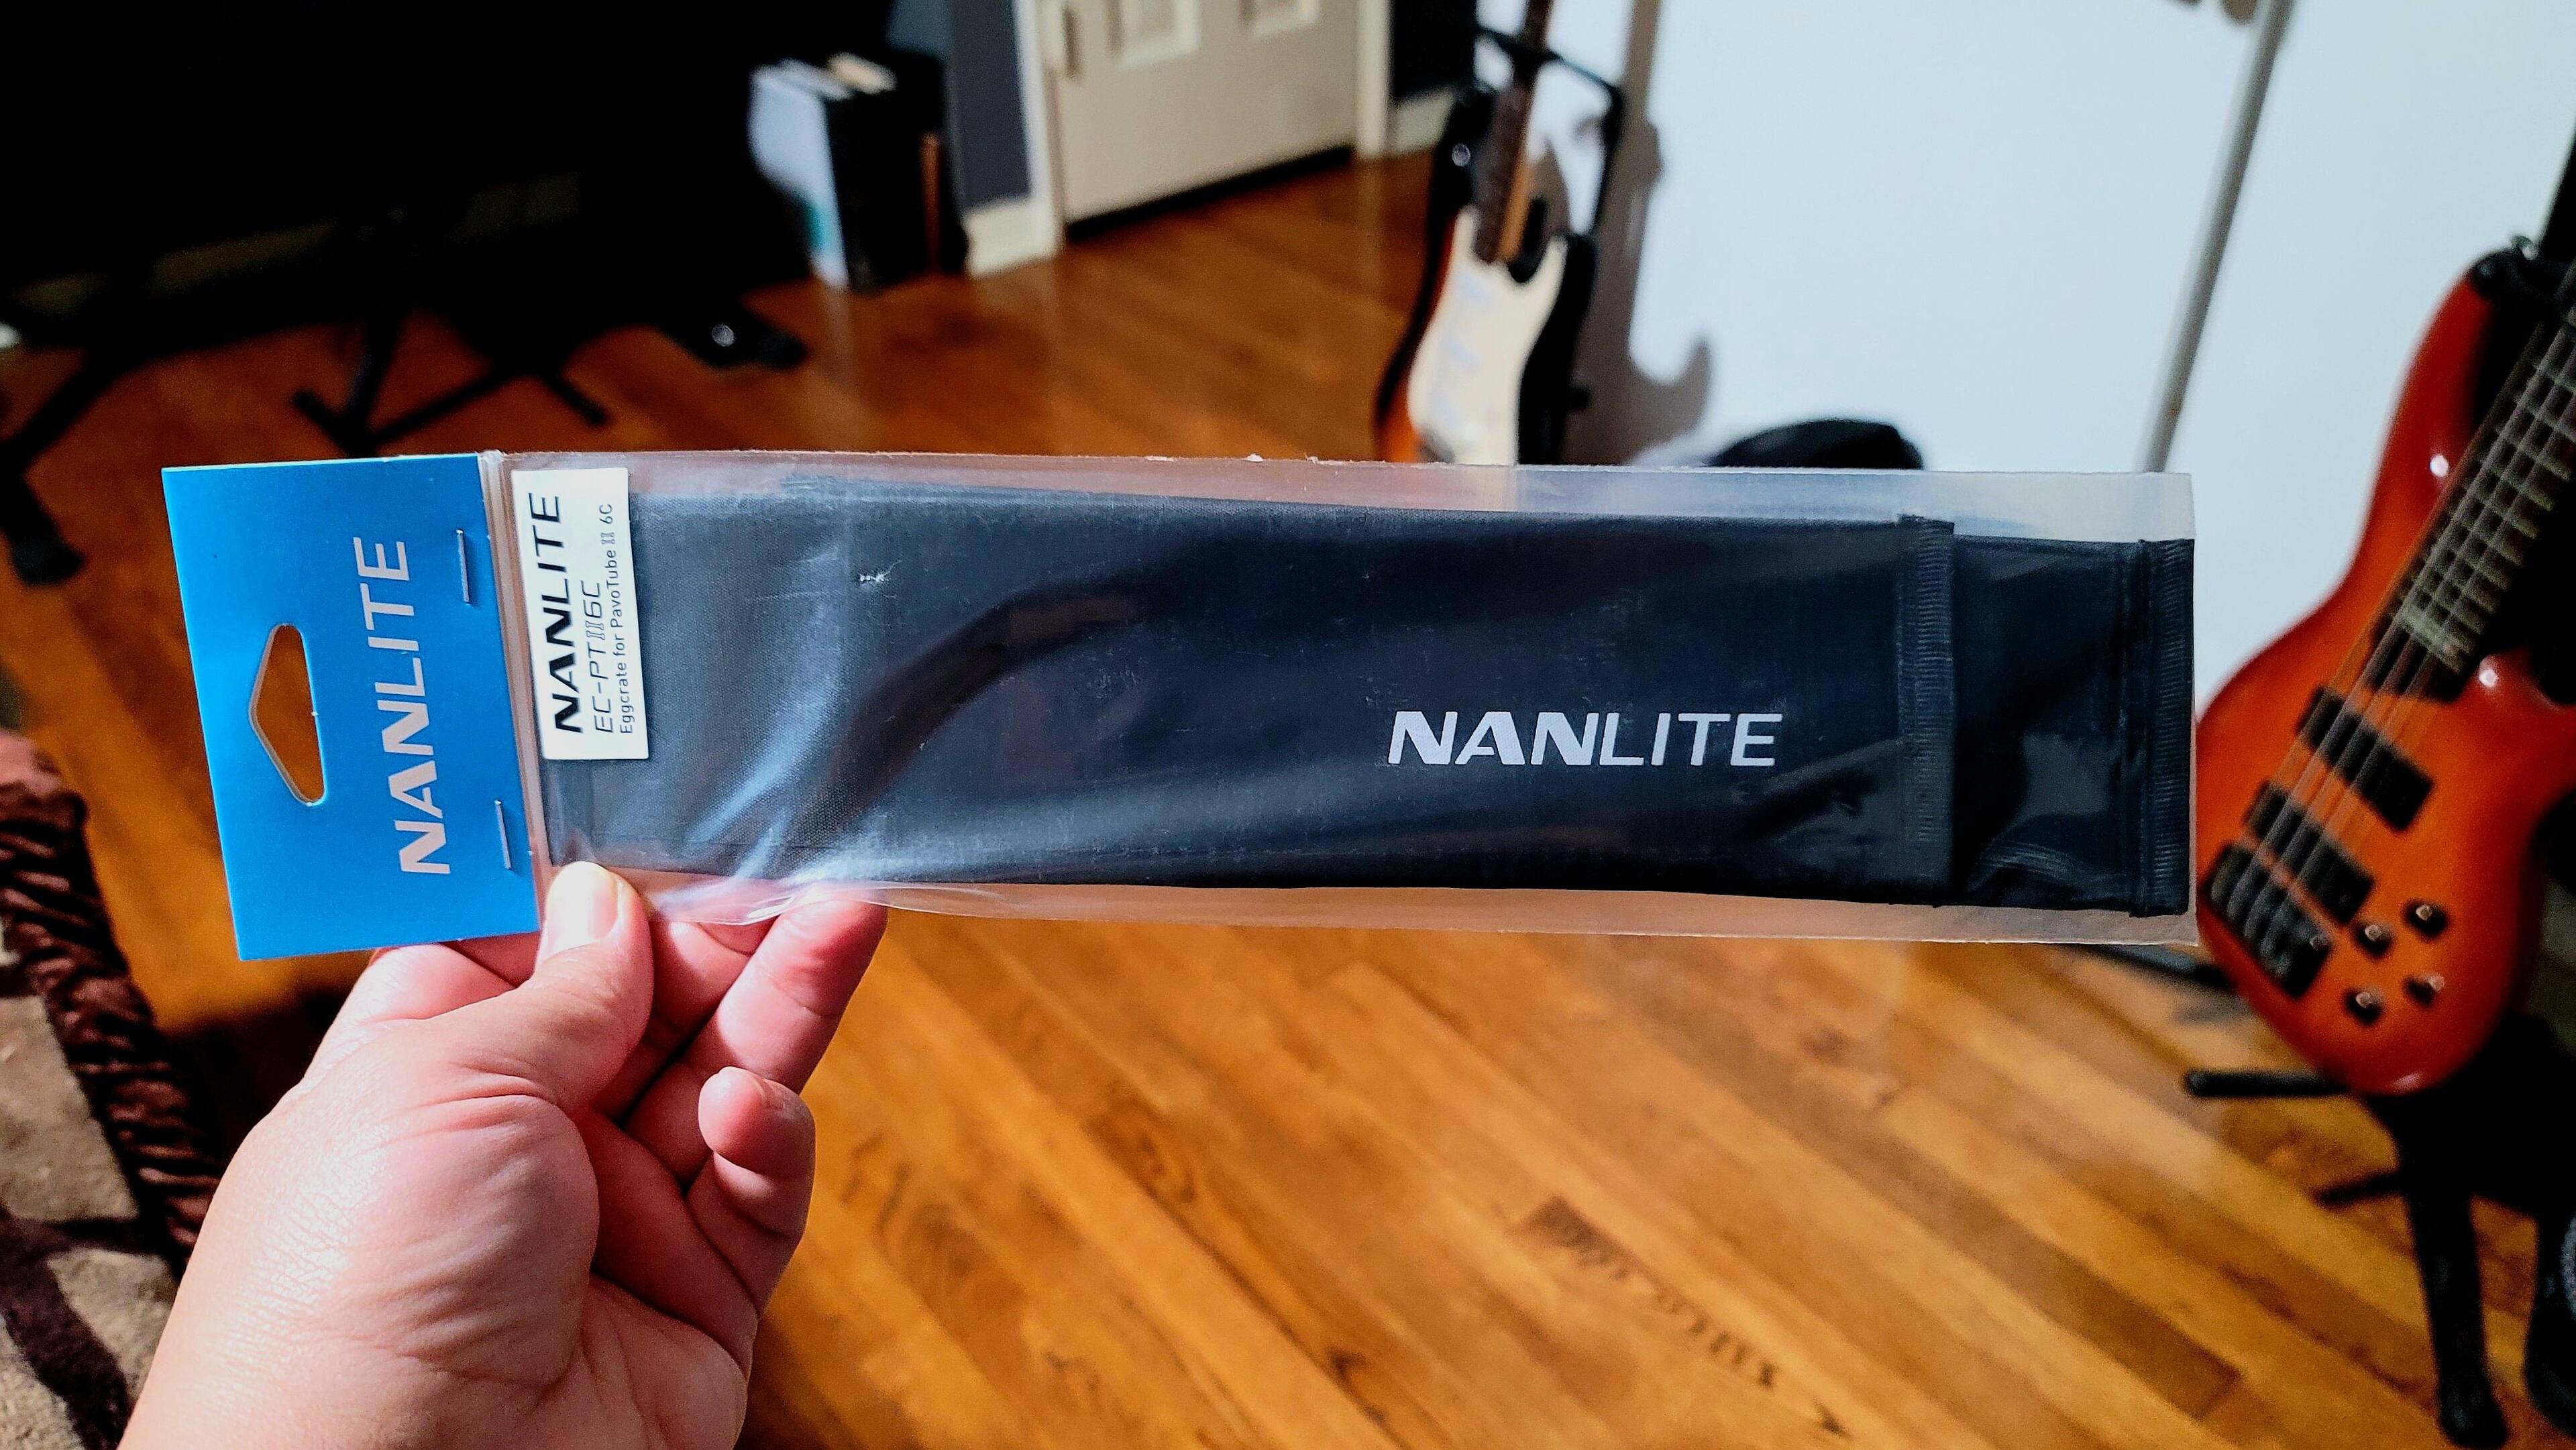 NANLITE
NANLITE
EC-PTII6C
Eggcrate for PavoTube II 6C
NANLITE